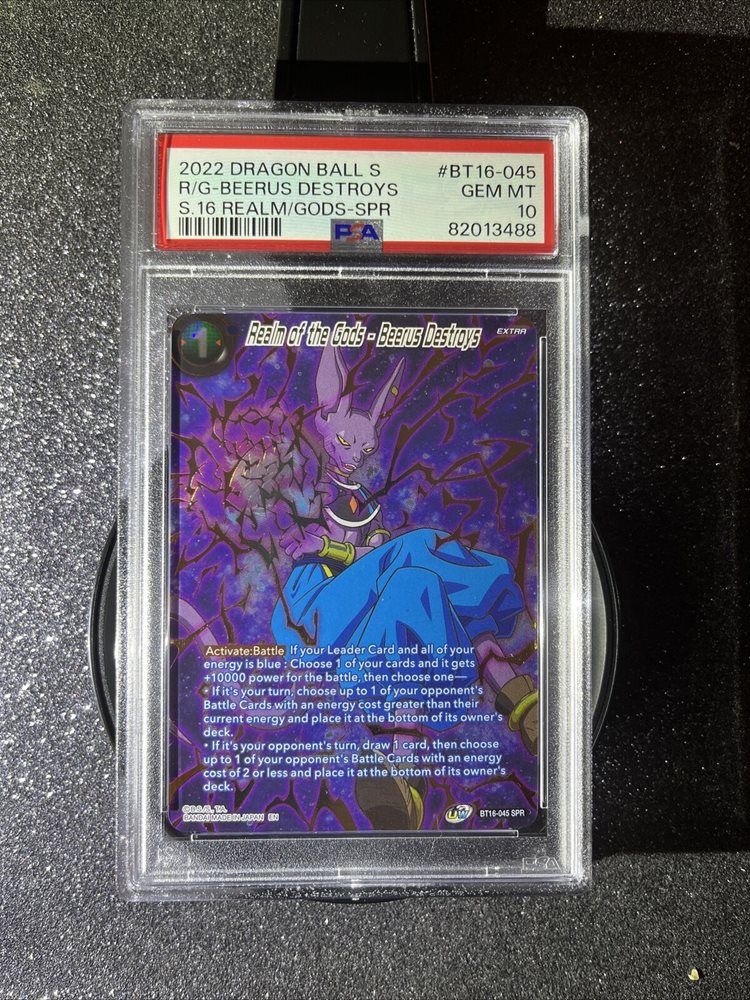 2022 DRAGON BALL S #BT16-045
R/G-BEERUS DESTROYS GEM MT
S.16 REALM/GODS-SPR 10
PSA 82013488
1 Realm of the Gods - Beerus Destroys EXTRA
Activate:Battle If your Leader Card and all of your
energy is blue : Choose 1 of your cards and it gets
+10000 power for the battle, then choose one—
• If it's your turn, choose up to 1 of your opponent's
Battle Cards with an energy cost greater than their
current energy and place it at the bottom of its owner's
deck.
• If it's your opponent's turn, draw 1 card, then choose
up to 1 of your opponent's Battle Cards with an energy
cost of 2 or less and place it at the bottom of its owner's
deck.
©B.S./S., T.A.
BANDAI MADE IN JAPAN EN UW BT16-045 SPR
PSA